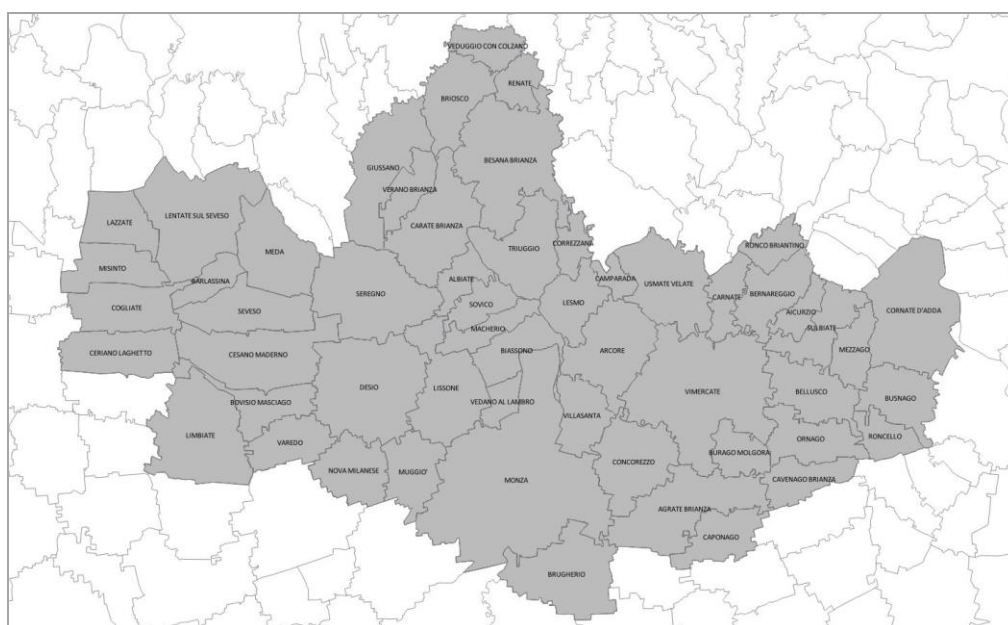 VEDUGGIO CON COLZANO
RENATE
BRIOSCO
BESANA BRIANZA
GIUSSANO
VERANO BRIANZA
LAZZATE
LENTATE SUL SEVESO
CARATE BRIANZA
TRIUGGIO
CORREZZANA
RONCO BRIANTINO
MEDA
MISINTO
BARLASSINA
ALBIATE
CAMPARADA
USMATE VELATE
SEREGNO
CARNATE
BERNAREGGIO
COGLIATE
SEVESO
SOVICO
LESMO
AICURZIO
CORNATE D'ADDA
SULBIATE
MACHERIO
CERIANO LAGHETTO
CESANO MADERNO
BIASSONO
ARCORE
MEZZAGO
DESIO
LISSONE
VIMERCATE
BELLUSCO
BUSNAGO
BOVISIO MASCIAGO
VEDANO AL LAMBRO
VILLASANTA
LIMBIATE
VAREDO
ORNAGO
RONCELLO
BURAGO MOLGORA
CONCOREZZO
NOVA MILANESE
MUGGIO'
MONZA
CAVENAGO BRIANZA
AGRATE BRIANZA
CAPONAGO
BRUGHERIO